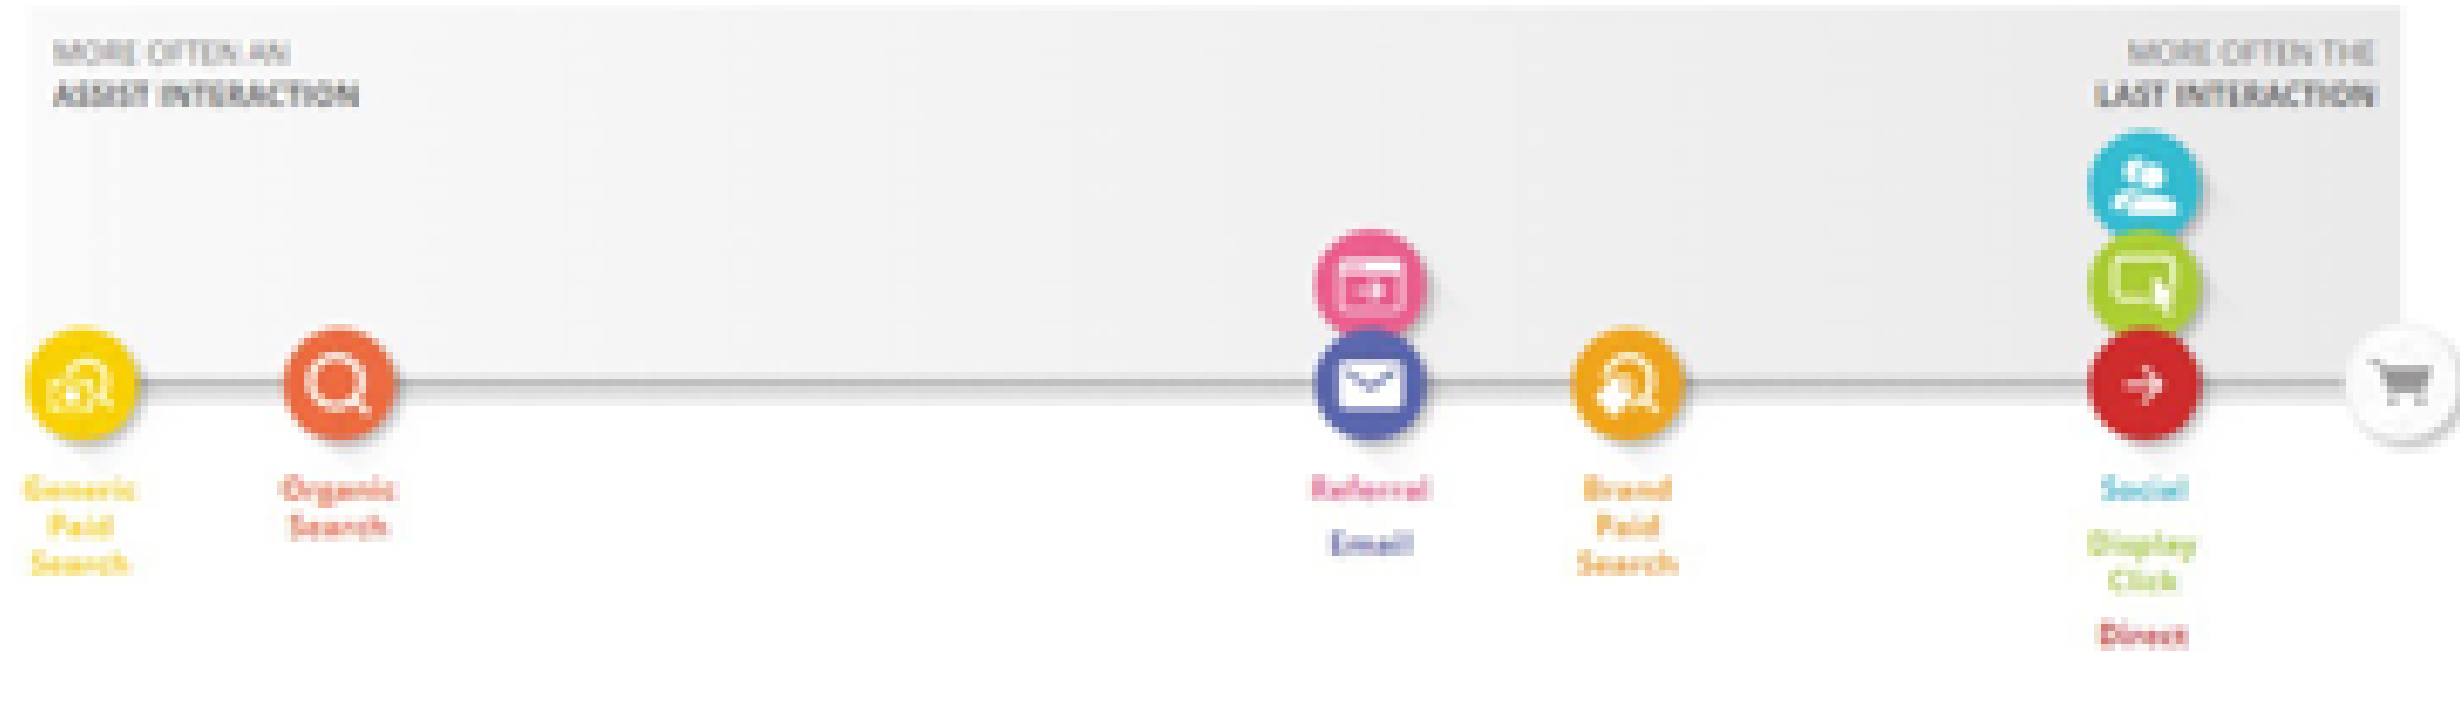 MORE OFTEN AN
ASSIST INTERACTION
MORE OFTEN THE
LAST INTERACTION
Generic
Paid
Search
Organic
Search
Referral
Email
Brand
Paid
Search
Social
Display
Click
Direct